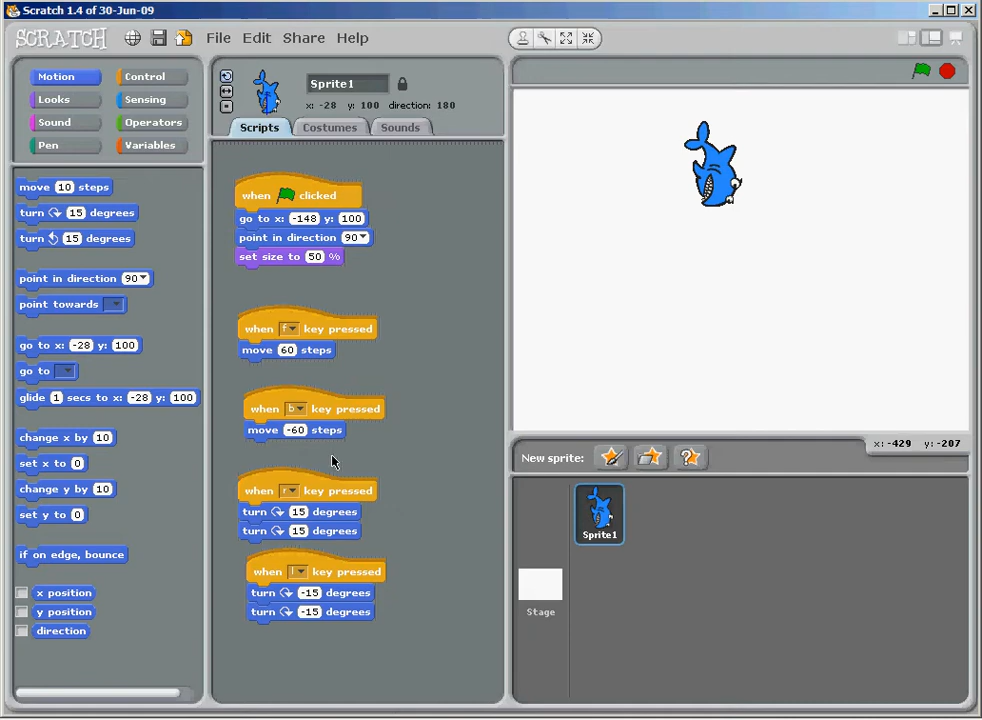 Scratch 1.4 of 30-Jun-09
SCRATCH File Edit Share Help
Motion Control
Looks Sensing
Sound Operators
Pen Variables
move 10 steps
turn 15 degrees
turn 15 degrees
point in direction 90
point towards
go to x: -28 y: 100
go to
glide 1 secs to x: -28 y: 100
change x by 10
set x to 0
change y by 10
set y to 0
if on edge, bounce
x position
y position
direction
Sprite1
x: -28 y: 100 direction: 180
Scripts Costumes Sounds
when clicked
go to x: -148 y: 100
point in direction 90
set size to 50 %
when f key pressed
move 60 steps
when b key pressed
move -60 steps
when r key pressed
turn 15 degrees
turn 15 degrees
when l key pressed
turn -15 degrees
turn -15 degrees
x: -429 y: -207
New sprite:
Sprite1
Stage